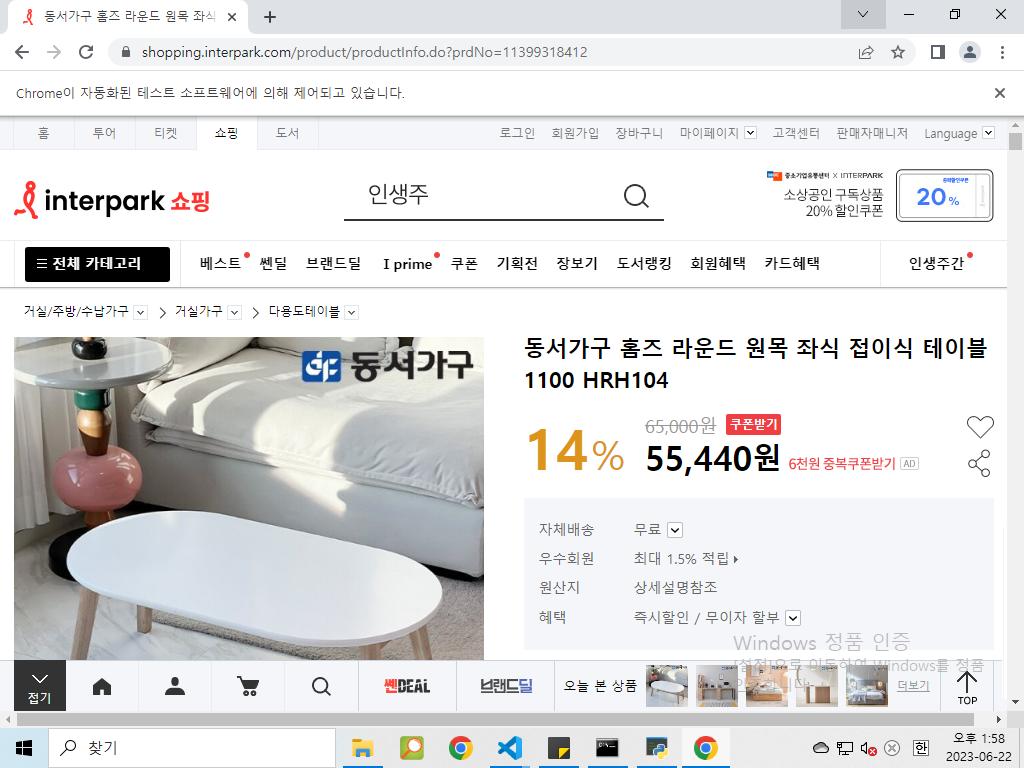 동서가구 홈즈 라운드 원목 좌식
shopping.interpark.com/product/productInfo.do?prdNo=11399318412
Chrome이 자동화된 테스트 소프트웨어에 의해 제어되고 있습니다.
홈 투어 티켓 쇼핑 도서 로그인 회원가입 장바구니 마이페이지 고객센터 판매자매니저 Language
interpark 쇼핑
인생주
중소기업유통센터 X INTERPARK
소상공인 구독상품
20% 할인쿠폰
20%
전체 카테고리 베스트 쎈딜 브랜드딜 I prime 쿠폰 기획전 장보기 도서랭킹 회원혜택 카드혜택 인생주간
거실/주방/수납가구 거실가구 다용도테이블
동서가구
동서가구 홈즈 라운드 원목 좌식 접이식 테이블
1100 HRH104
14%
65,000원 쿠폰받기
55,440원 6천원 중복쿠폰받기 AD
자체배송 무료
우수회원 최대 1.5% 적립
원산지 상세설명참조
혜택 즉시할인 / 무이자 할부
Windows 정품 인증
접기
쎈DEAL
브랜드딜
오늘 본 상품
더보기
TOP
찾기
한
오후 1:58
2023-06-22